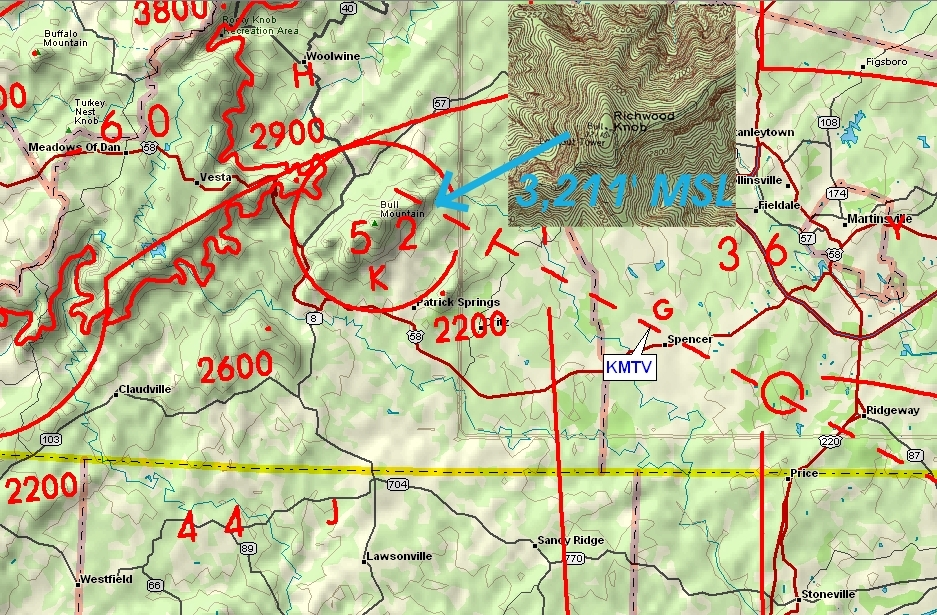 3800
40
Rocky Knob
Recreation Area
Buffalo
Mountain
Woolwine
Figsboro
H
00
Turkey
Nest
Knob
57
Richwood
Knob
Tower
108
6 0
2900
Meadows Of Dan
58
Vesta
3,211' MSL
174
Fieldale
Martinsville
Bull
Mountain
57
58
5 2
K
3 6
Y
Patrick Springs
G
8
2200
58
Spencer
2600
KMTV
Claudville
Ridgeway
103
220
87
2200
704
Price
4 4
J
89
Sandy Ridge
770
Lawsonville
Westfield
66
Stoneville